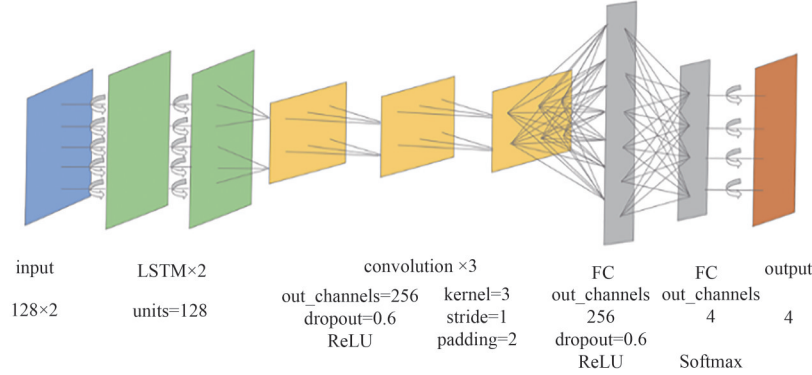 input
128×2
LSTM×2
units=128
convolution ×3
out_channels=256
dropout=0.6
ReLU
kernel=3
stride=1
padding=2
FC
out_channels
256
dropout=0.6
ReLU
FC
out_channels
4
Softmax
output
4